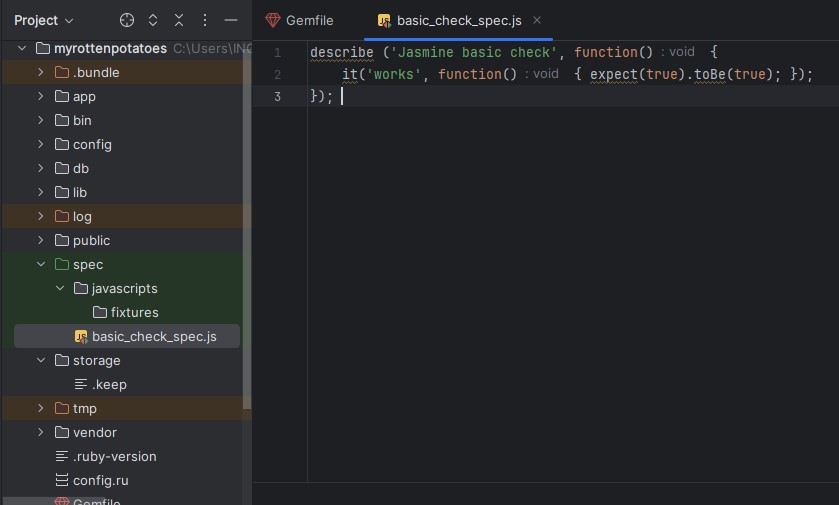 Project
myrottenpotatoes C:\Users\INC
.bundle
app
bin
config
db
lib
log
public
spec
javascripts
fixtures
basic_check_spec.js
storage
.keep
tmp
vendor
.ruby-version
config.ru
Gemfile
Gemfile
basic_check_spec.js
1 describe ('Jasmine basic check', function() : void {
2 it('works', function() : void { expect(true).toBe(true); });
3 });